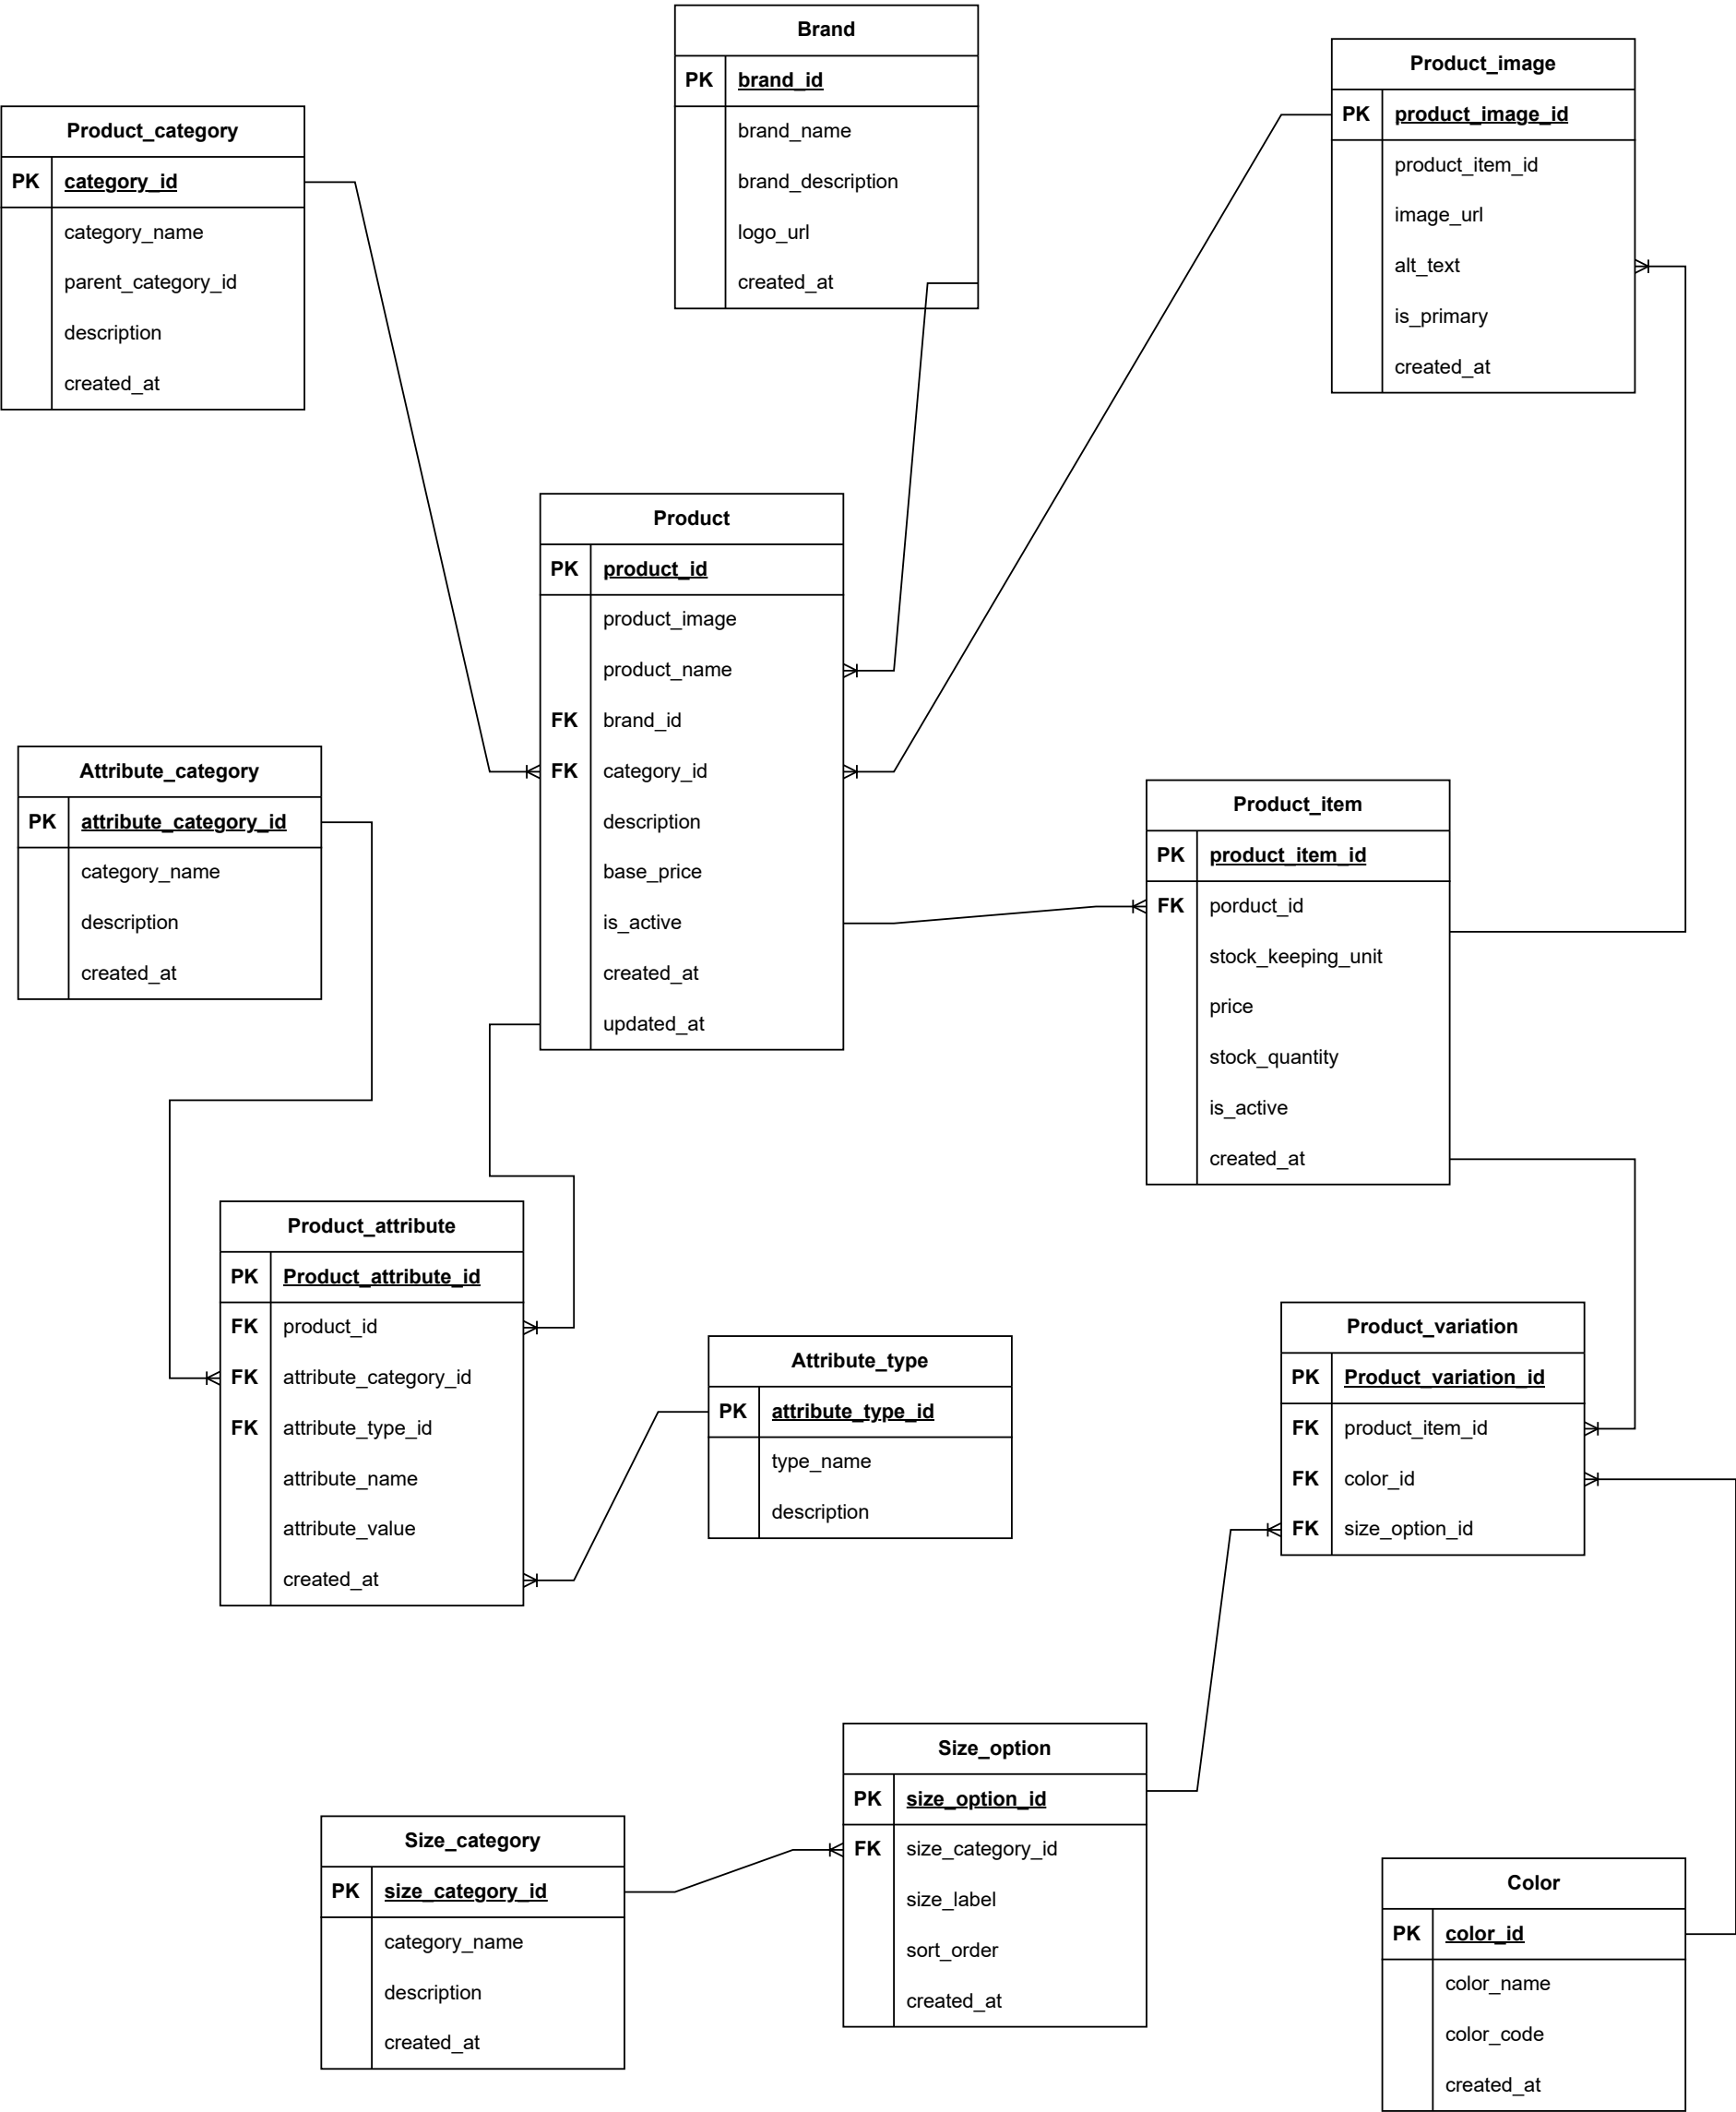 Brand
PK brand_id
brand_name
brand_description
logo_url
created_at
Product_image
PK product_image_id
product_item_id
image_url
alt_text
is_primary
created_at
Product_category
PK category_id
category_name
parent_category_id
description
created_at
Product
PK product_id
product_image
product_name
FK brand_id
FK category_id
description
base_price
is_active
created_at
updated_at
Attribute_category
PK attribute_category_id
category_name
description
created_at
Product_item
PK product_item_id
FK porduct_id
stock_keeping_unit
price
stock_quantity
is_active
created_at
Product_attribute
PK Product_attribute_id
FK product_id
FK attribute_category_id
FK attribute_type_id
attribute_name
attribute_value
created_at
Attribute_type
PK attribute_type_id
type_name
description
Product_variation
PK Product_variation_id
FK product_item_id
FK color_id
FK size_option_id
Size_option
PK size_option_id
FK size_category_id
size_label
sort_order
created_at
Size_category
PK size_category_id
category_name
description
created_at
Color
PK color_id
color_name
color_code
created_at